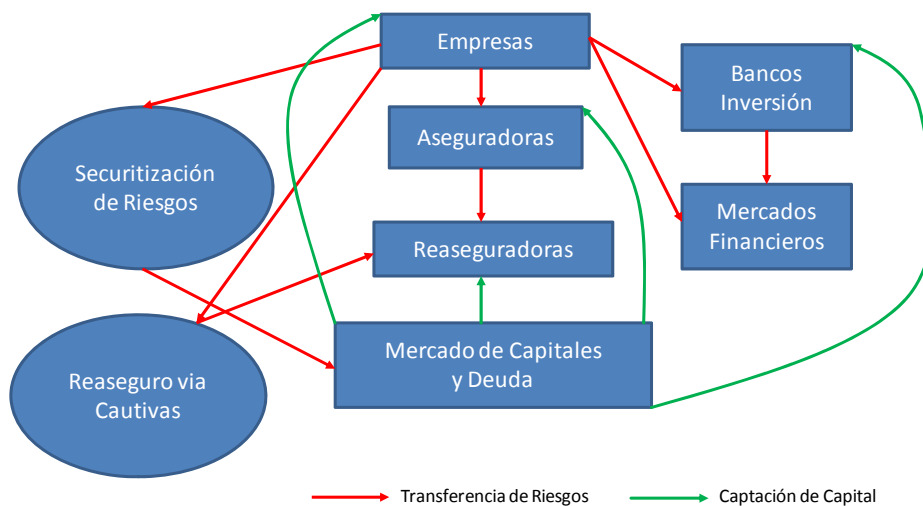 Empresas
Bancos
Inversión
Aseguradoras
Securitización
de Riesgos
Mercados
Financieros
Reaseguradoras
Mercado de Capitales
y Deuda
Reaseguro via
Cautivas
Transferencia de Riesgos
Captación de Capital